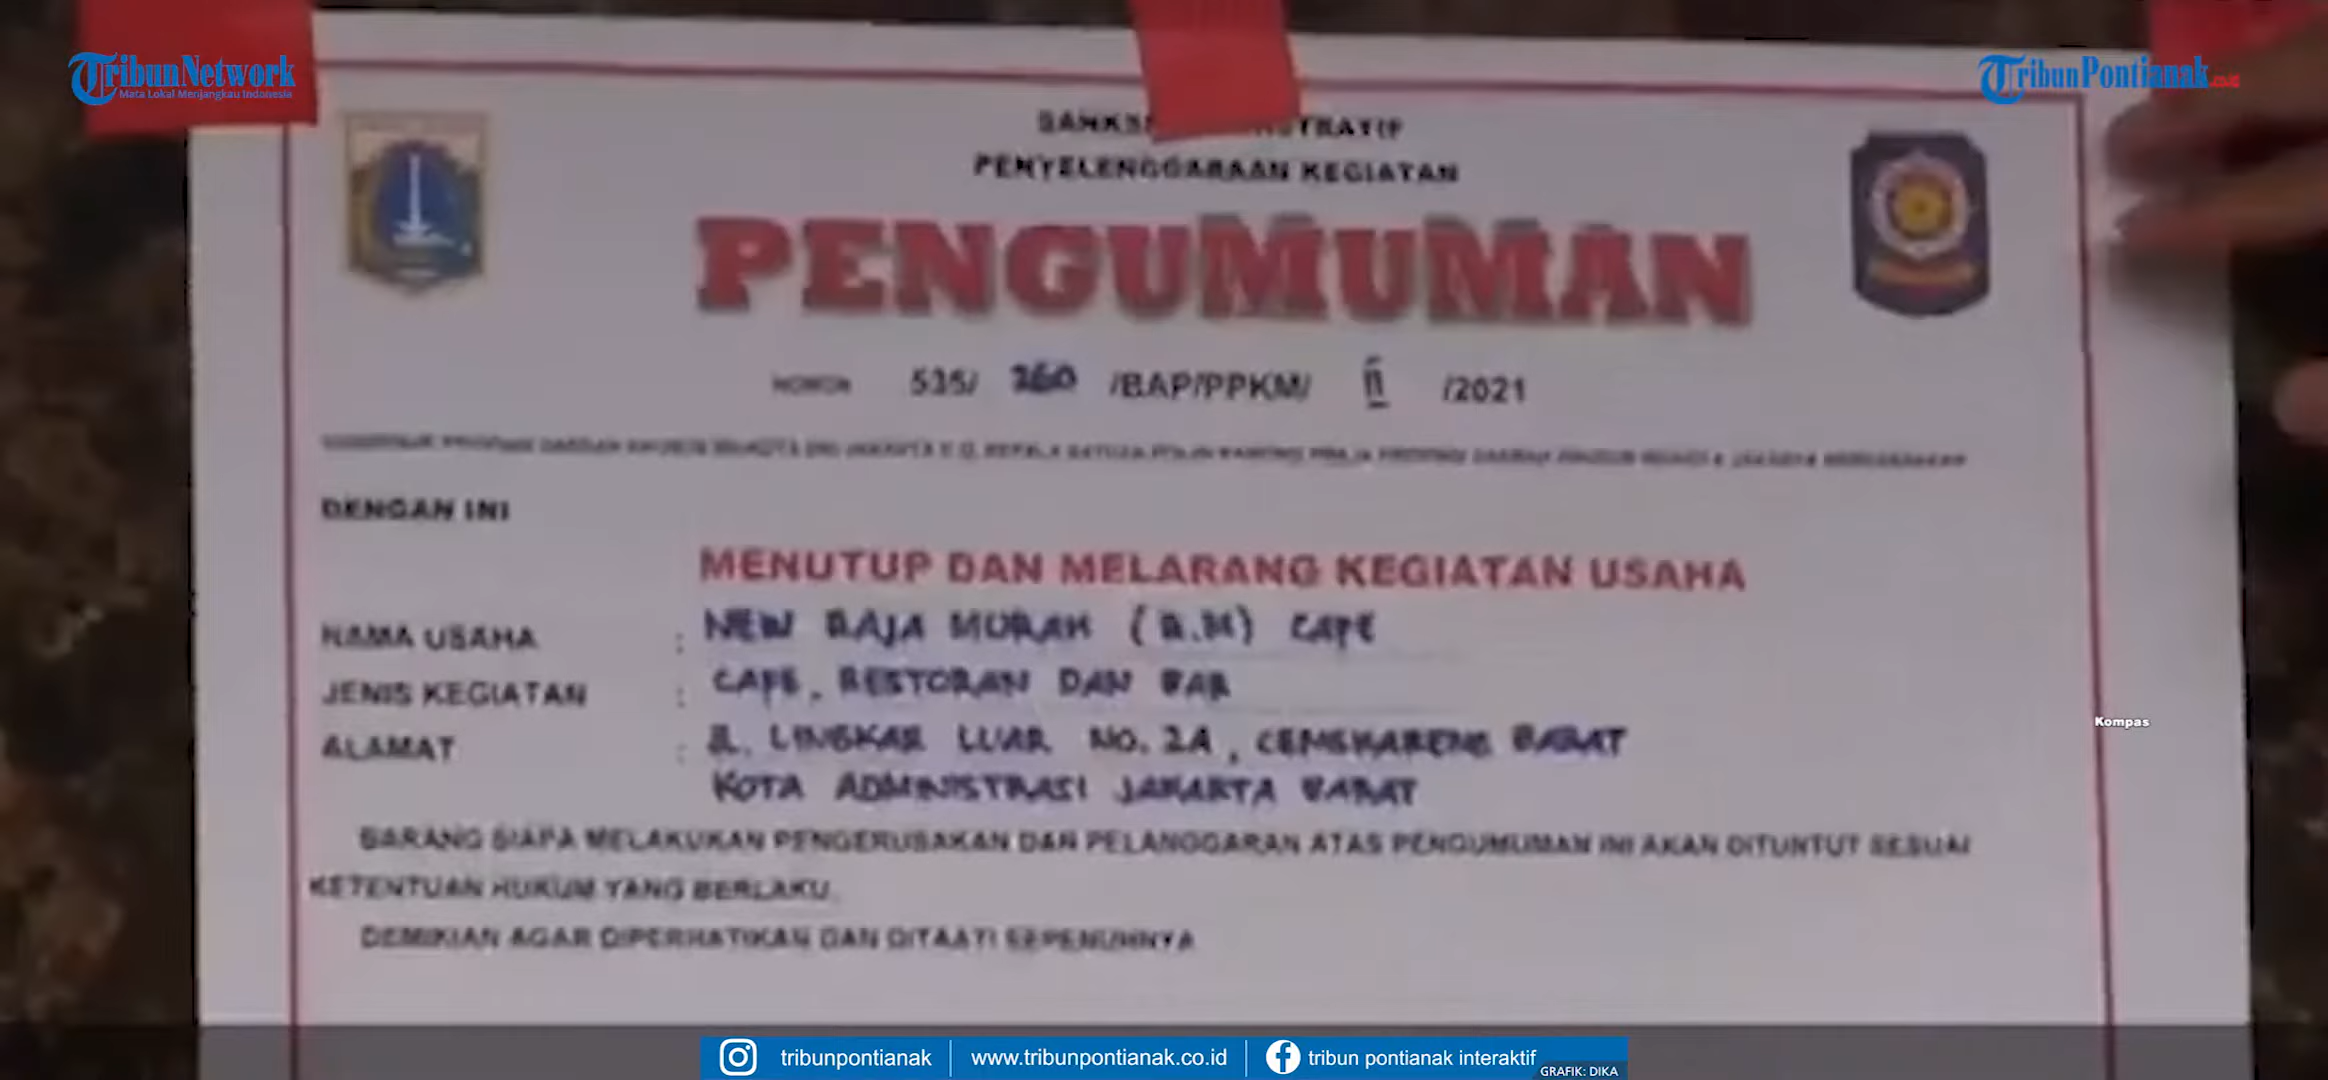 TribunNetwork
Mata Lokal Menjangkau Indonesia
TribunPontianak.co.id
PENYELENGGARAAN KEGIATAN
PENGUMUMAN
NOMOR 535/ 260 /BAP/PPKM/ II /2021
DENGAN INI
MENUTUP DAN MELARANG KEGIATAN USAHA
NAMA USAHA : NEW RAJA MURAH (R.M) CAFE
JENIS KEGIATAN : CAFE, RESTORAN DAN BAR
ALAMAT : JL. LINGKAR LUAR NO. 2A, CENGKARENG BARAT
KOTA ADMINISTRASI JAKARTA BARAT
BARANG SIAPA MELAKUKAN PENGERUSAKAN DAN PELANGGARAN ATAS PENGUMUMAN INI AKAN DITUNTUT SESUAI
KETENTUAN HUKUM YANG BERLAKU.
DEMIKIAN AGAR DIPERHATIKAN DAN DITAATI SEPENUHNYA
Kompas
tribunpontianak
www.tribunpontianak.co.id
tribun pontianak interaktif
GRAFIK: DIKA